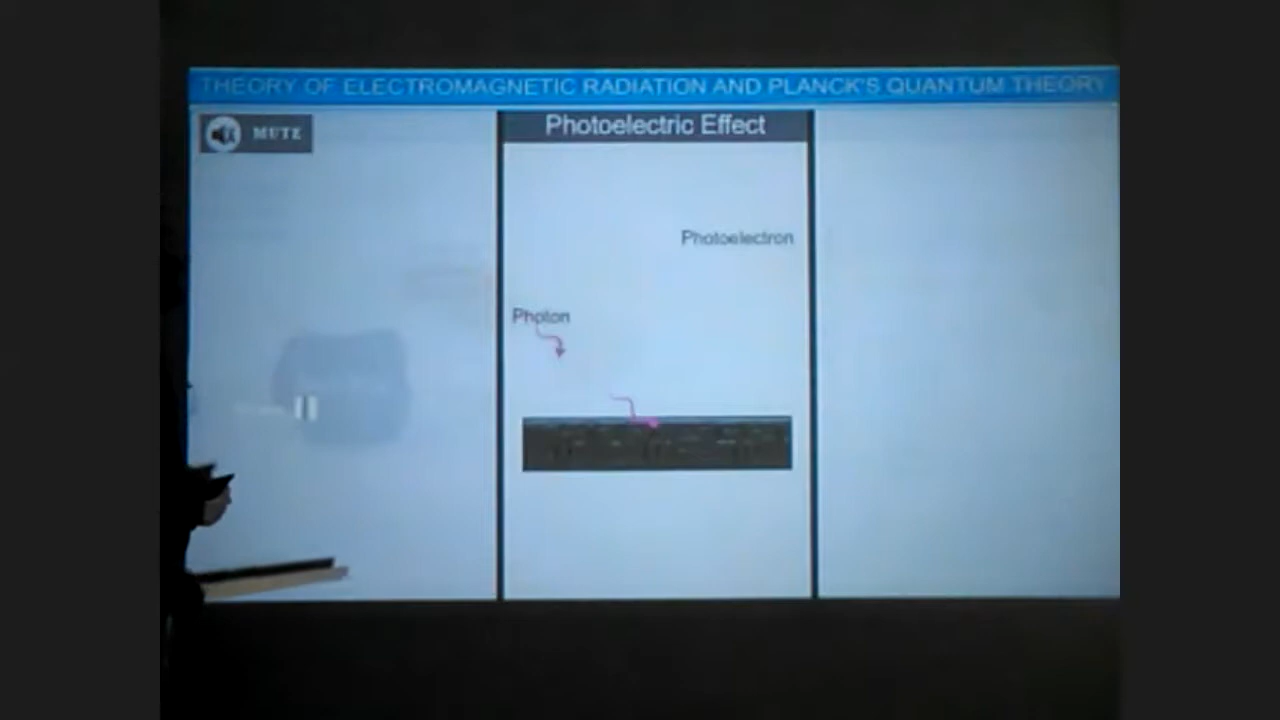 THEORY OF ELECTROMAGNETIC RADIATION AND PLANCK'S QUANTUM THEORY
MUTE
Photoelectric Effect
Photoelectron
Photon